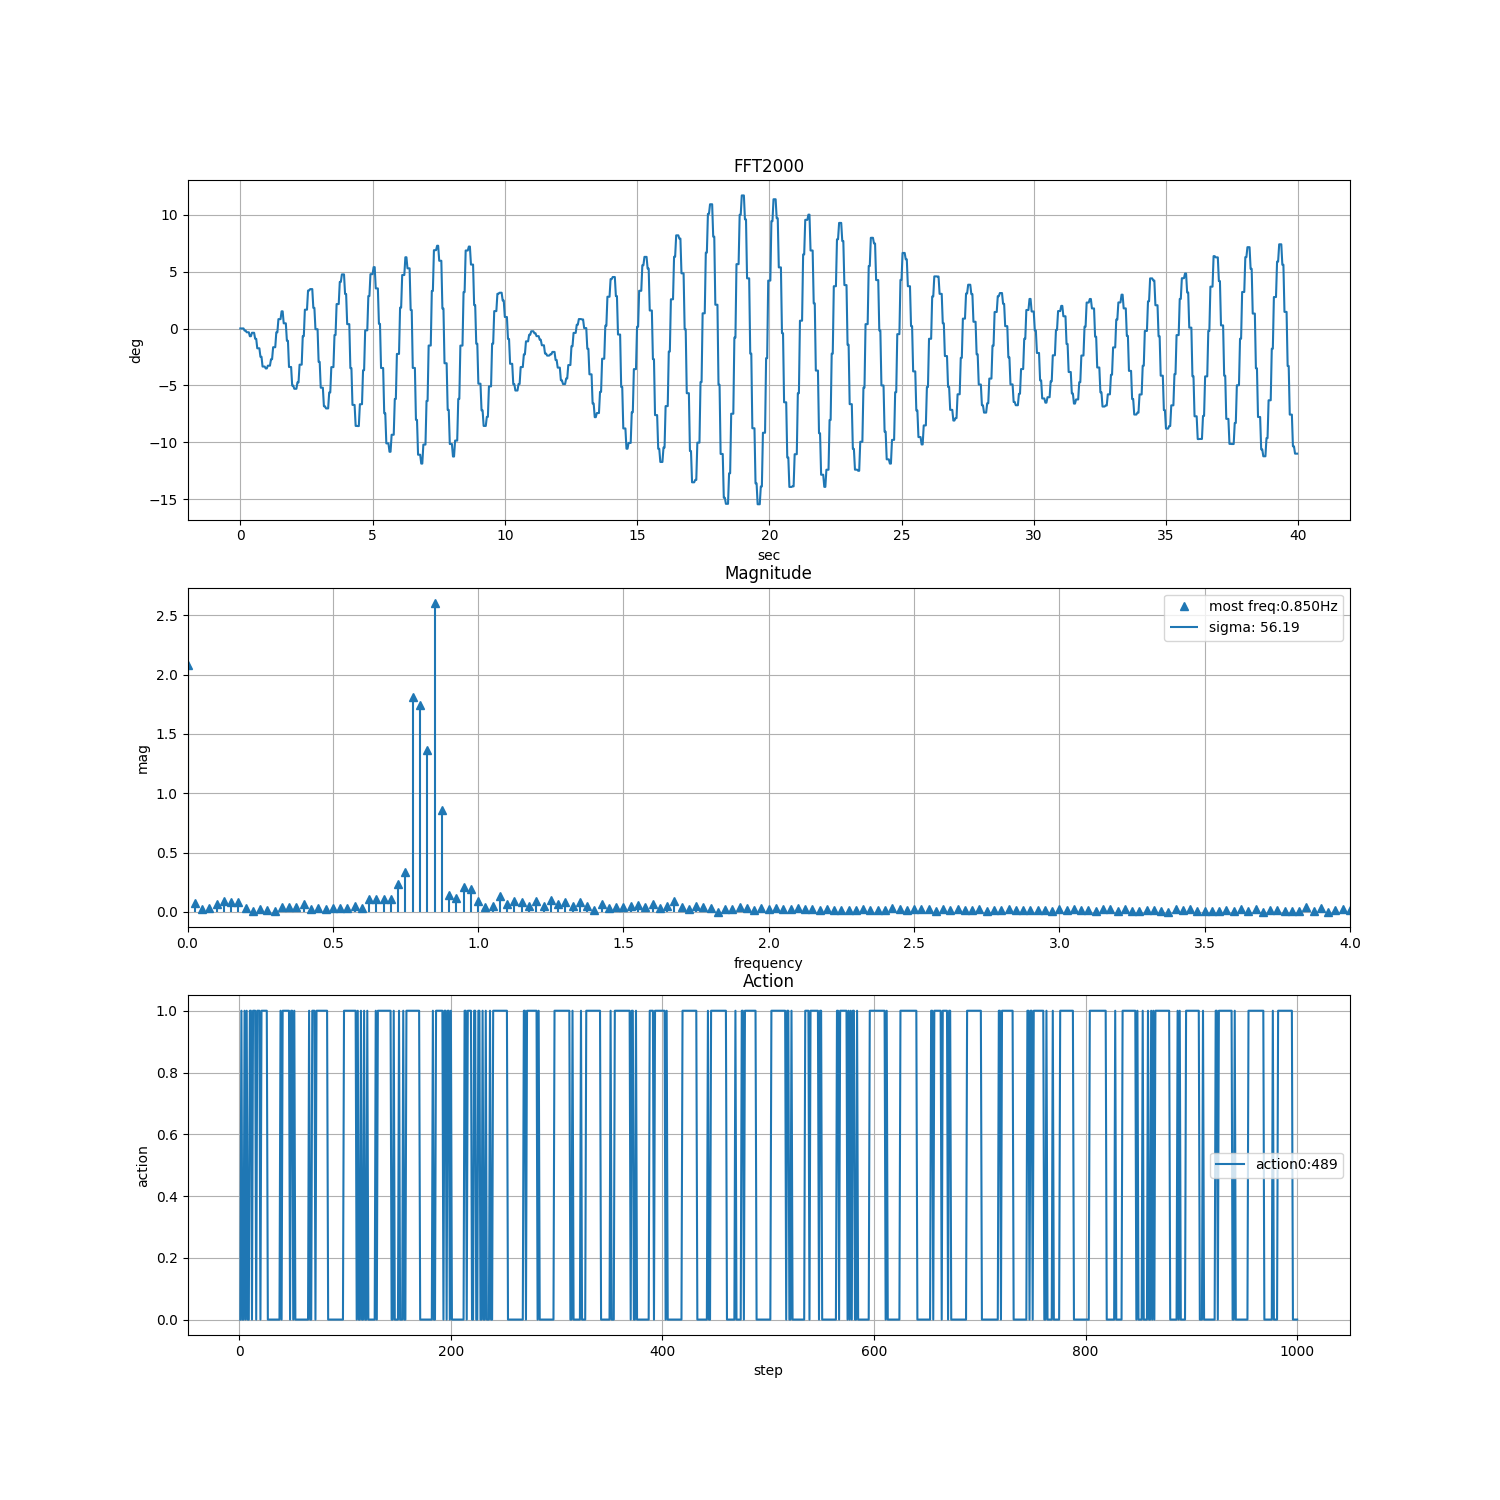 FFT2000
10
5
0
−5
−10
−15
deg
0 5 10 15 20 25 30 35 40
sec
Magnitude
2.5
2.0
1.5
1.0
0.5
0.0
mag
most freq:0.850Hz
sigma: 56.19
0.0 0.5 1.0 1.5 2.0 2.5 3.0 3.5 4.0
frequency
Action
1.0
0.8
0.6
0.4
0.2
0.0
action
action0:489
0 200 400 600 800 1000
step